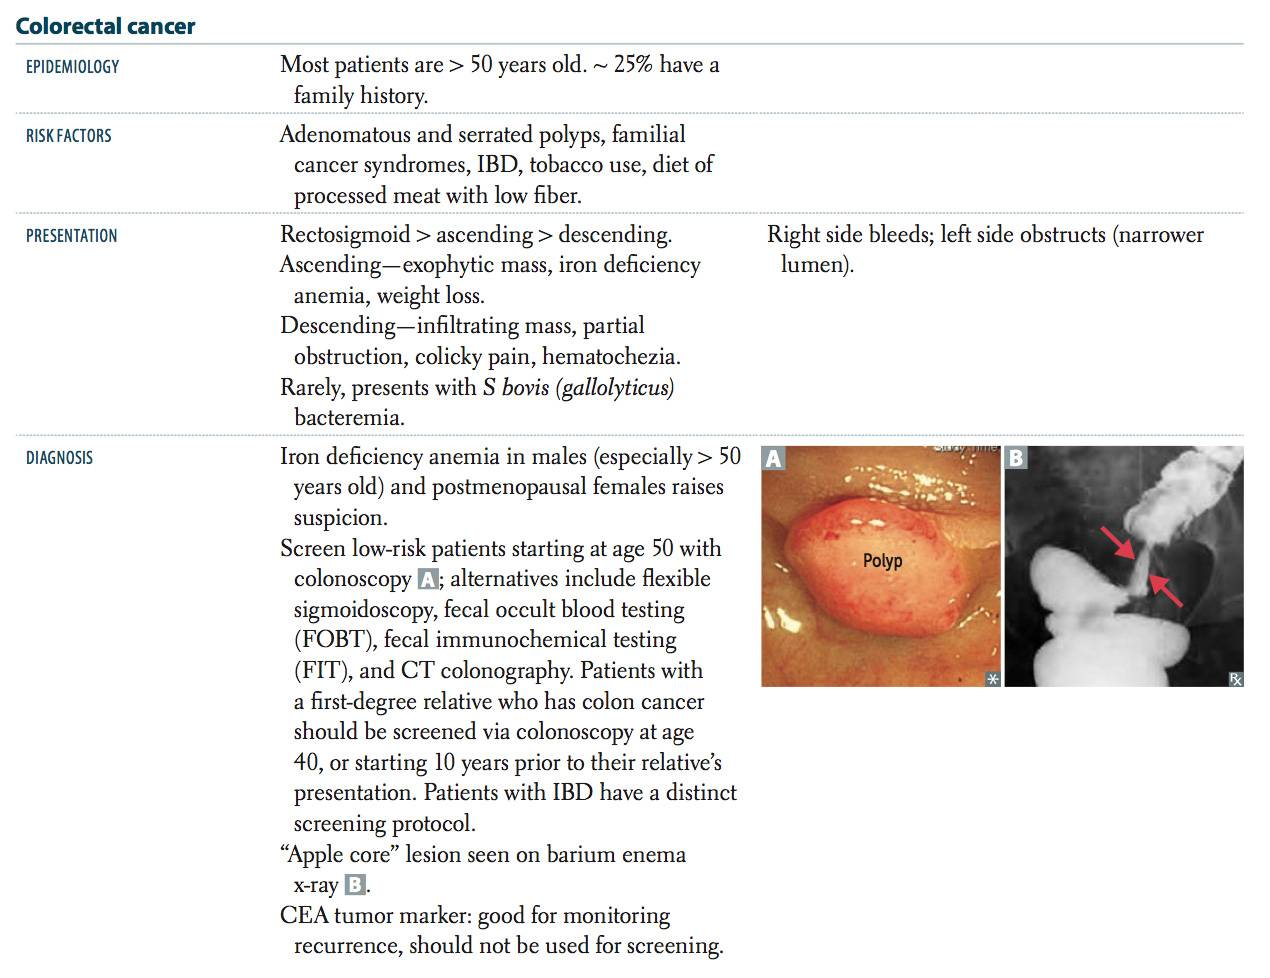 Colorectal cancer
EPIDEMIOLOGY
Most patients are > 50 years old. ~ 25% have a
family history.
RISK FACTORS
Adenomatous and serrated polyps, familial
cancer syndromes, IBD, tobacco use, diet of
processed meat with low fiber.
PRESENTATION
Rectosigmoid > ascending > descending.
Ascending—exophytic mass, iron deficiency
anemia, weight loss.
Descending—infiltrating mass, partial
obstruction, colicky pain, hematochezia.
Rarely, presents with S bovis (gallolyticus)
bacteremia.
Right side bleeds; left side obstructs (narrower
lumen).
DIAGNOSIS
Iron deficiency anemia in males (especially > 50
years old) and postmenopausal females raises
suspicion.
Screen low-risk patients starting at age 50 with
colonoscopy A; alternatives include flexible
sigmoidoscopy, fecal occult blood testing
(FOBT), fecal immunochemical testing
(FIT), and CT colonography. Patients with
a first-degree relative who has colon cancer
should be screened via colonoscopy at age
40, or starting 10 years prior to their relative’s
presentation. Patients with IBD have a distinct
screening protocol.
“Apple core” lesion seen on barium enema
x-ray B.
CEA tumor marker: good for monitoring
recurrence, should not be used for screening.
A
Polyp
*
B
℞